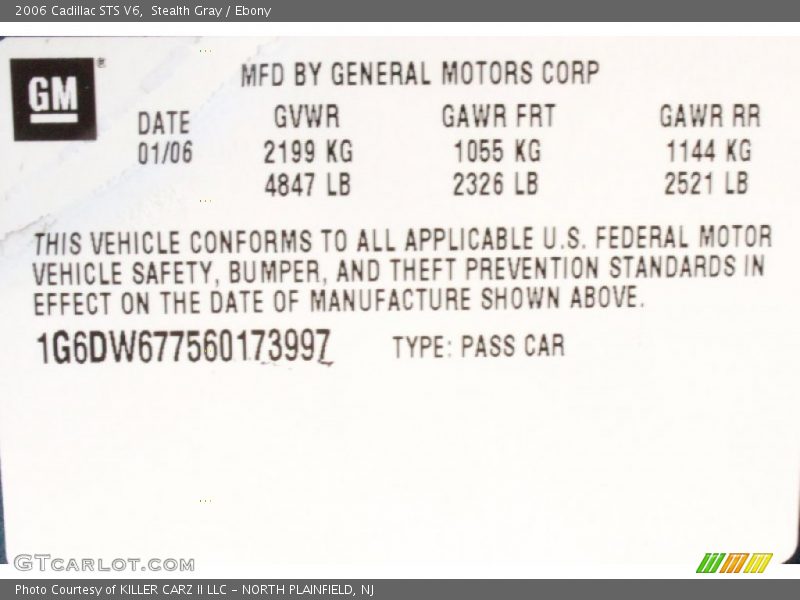 2006 Cadillac STS V6,  Stealth Gray / Ebony
GM ®
MFD BY GENERAL MOTORS CORP
DATE GVWR GAWR FRT GAWR RR
01/06 2199 KG 1055 KG 1144 KG
4847 LB 2326 LB 2521 LB
THIS VEHICLE CONFORMS TO ALL APPLICABLE U.S. FEDERAL MOTOR
VEHICLE SAFETY, BUMPER, AND THEFT PREVENTION STANDARDS IN
EFFECT ON THE DATE OF MANUFACTURE SHOWN ABOVE.
1G6DW677560173997 TYPE: PASS CAR
GTCARLOT.COM
Photo Courtesy of KILLER CARZ II LLC - NORTH PLAINFIELD, NJ